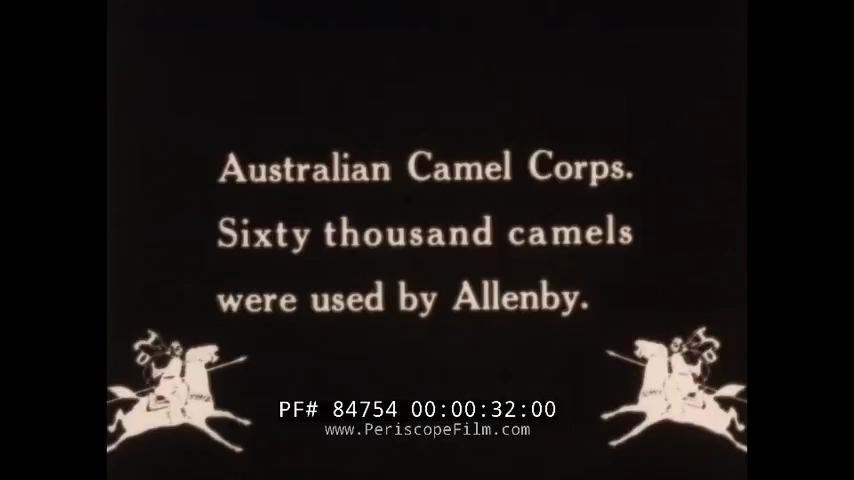 Australian Camel Corps.
Sixty thousand camels
were used by Allenby.
PF# 84754 00:00:32:00
www.PeriscopeFilm.com